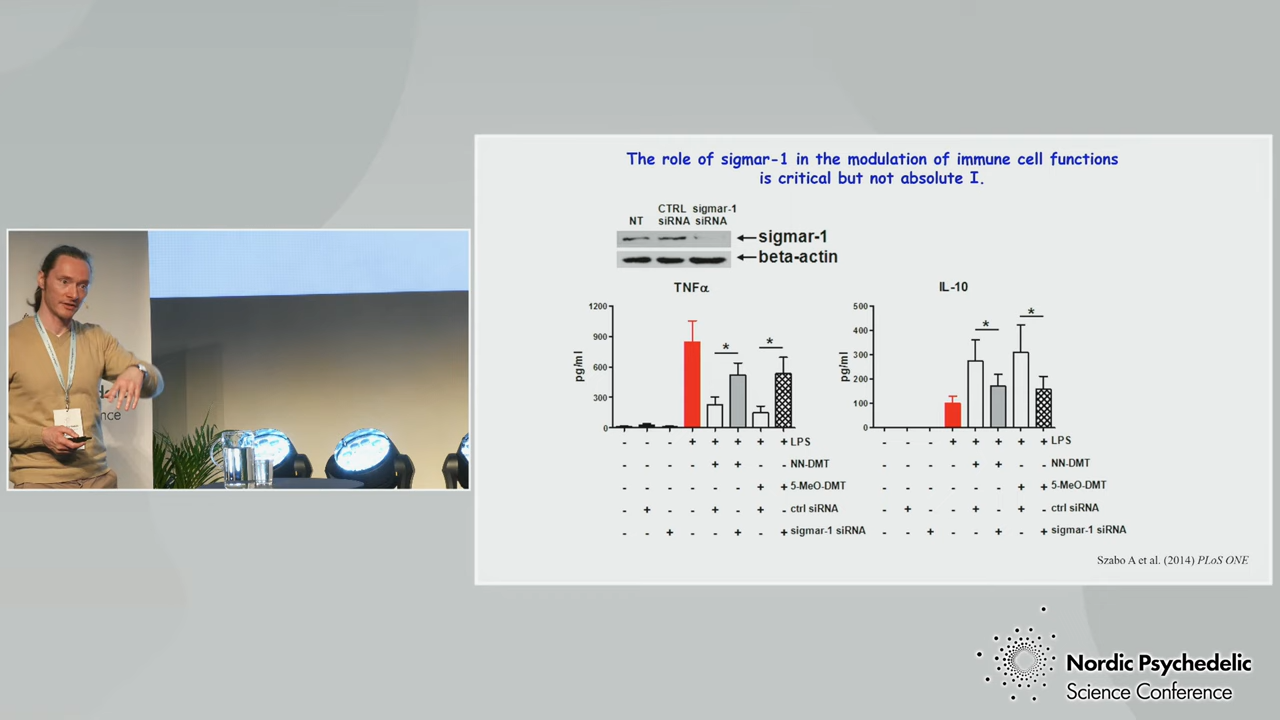 The role of sigmar-1 in the modulation of immune cell functions
is critical but not absolute I.
CTRL sigmar-1
NT siRNA siRNA
sigmar-1
beta-actin
TNFα
1200
900
600
300
0
pg/ml
* *
- - - + + + + + LPS
- - - - + + - - NN-DMT
- - - - - - + + 5-MeO-DMT
- + - - + - + - ctrl siRNA
- - + - - + - + sigmar-1 siRNA
IL-10
500
400
300
200
100
0
pg/ml
* *
- - - + + + + + LPS
- - - - + + - - NN-DMT
- - - - - - + + 5-MeO-DMT
- + - - + - + - ctrl siRNA
- - + - - + - + sigmar-1 siRNA
Szabo A et al. (2014) PLoS ONE
nce
Nordic Psychedelic
Science Conference